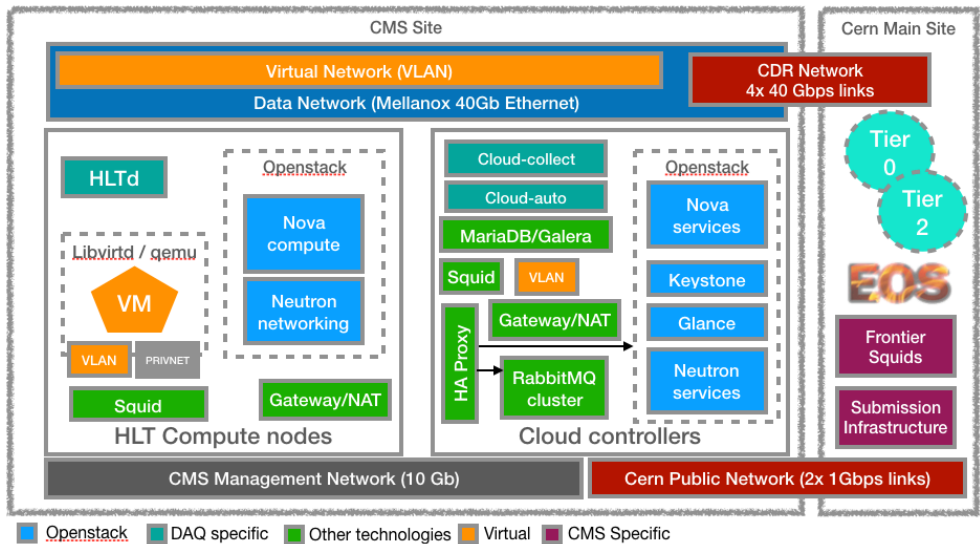 CMS Site
Cern Main Site
Virtual Network (VLAN)
CDR Network
4x 40 Gbps links
Data Network (Mellanox 40Gb Ethernet)
HLTd
Openstack
Nova
compute
Neutron
networking
Libvirtd / qemu
VM
VLAN
PRIVNET
Squid
Gateway/NAT
HLT Compute nodes
Cloud-collect
Cloud-auto
MariaDB/Galera
Squid
VLAN
Gateway/NAT
HA Proxy
RabbitMQ
cluster
Openstack
Nova
services
Keystone
Glance
Neutron
services
Cloud controllers
Tier
0
Tier
2
EOS
Frontier
Squids
Submission
Infrastructure
CMS Management Network (10 Gb)
Cern Public Network (2x 1Gbps links)
Openstack
DAQ specific
Other technologies
Virtual
CMS Specific